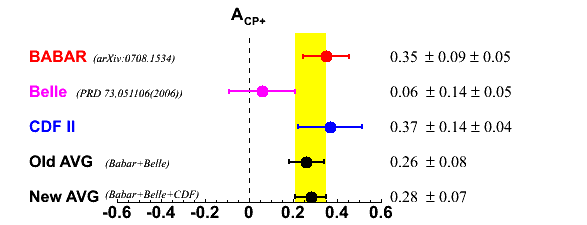 A CP+
BABAR (arXiv:0708.1534) 0.35 ± 0.09 ± 0.05
Belle (PRD 73,051106(2006)) 0.06 ± 0.14 ± 0.05
CDF II 0.37 ± 0.14 ± 0.04
Old AVG (Babar+Belle) 0.26 ± 0.08
New AVG (Babar+Belle+CDF) 0.28 ± 0.07
-0.6 -0.4 -0.2 0 0.2 0.4 0.6